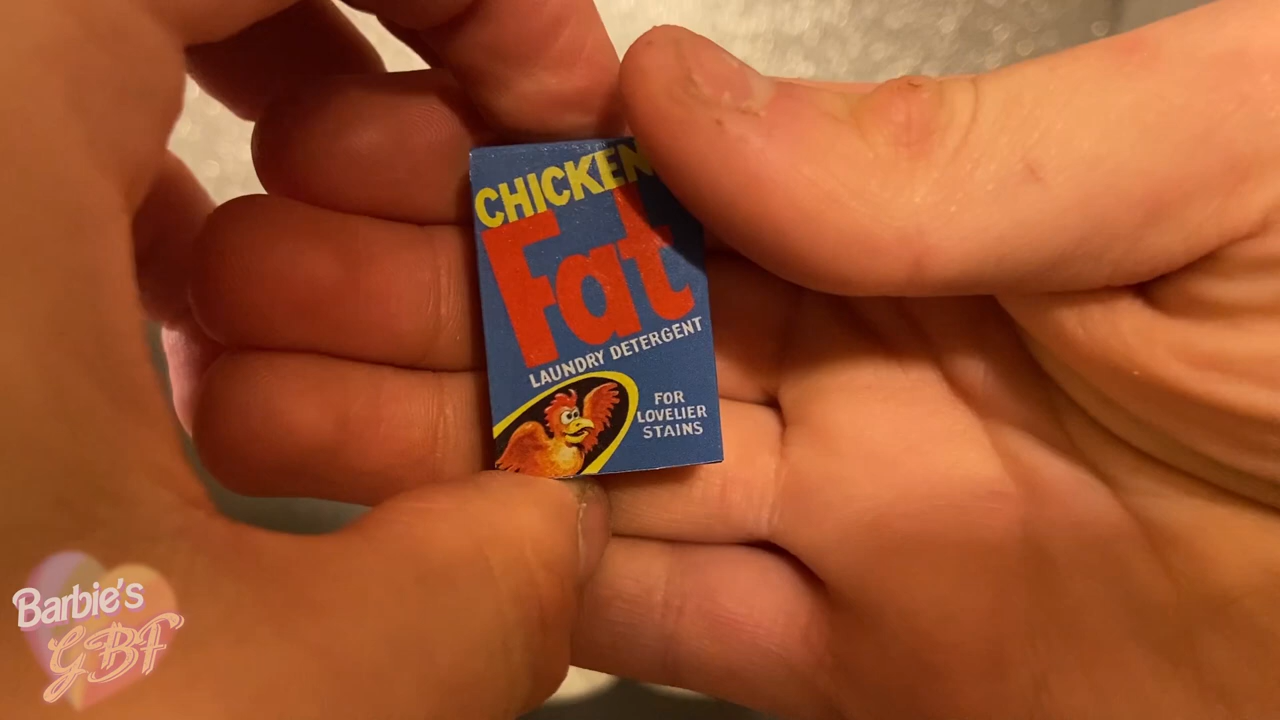 CHICKEN
Fat
LAUNDRY DETERGENT
FOR
LOVELIER
STAINS
Barbie's
GBF